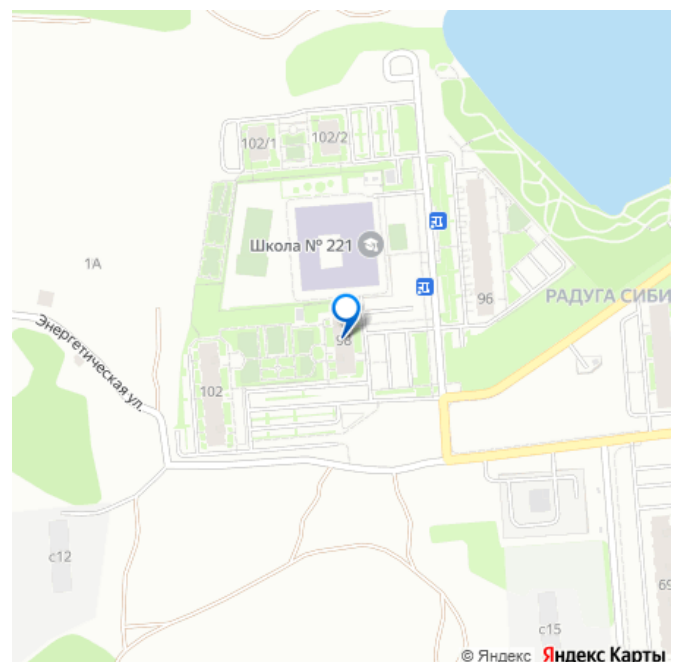 102/1
102/2
Школа № 221
1А
96
РАДУГА СИБИ
Энергетическая ул.
98
102
с12
69
с15
© Яндекс Яндекс Карты